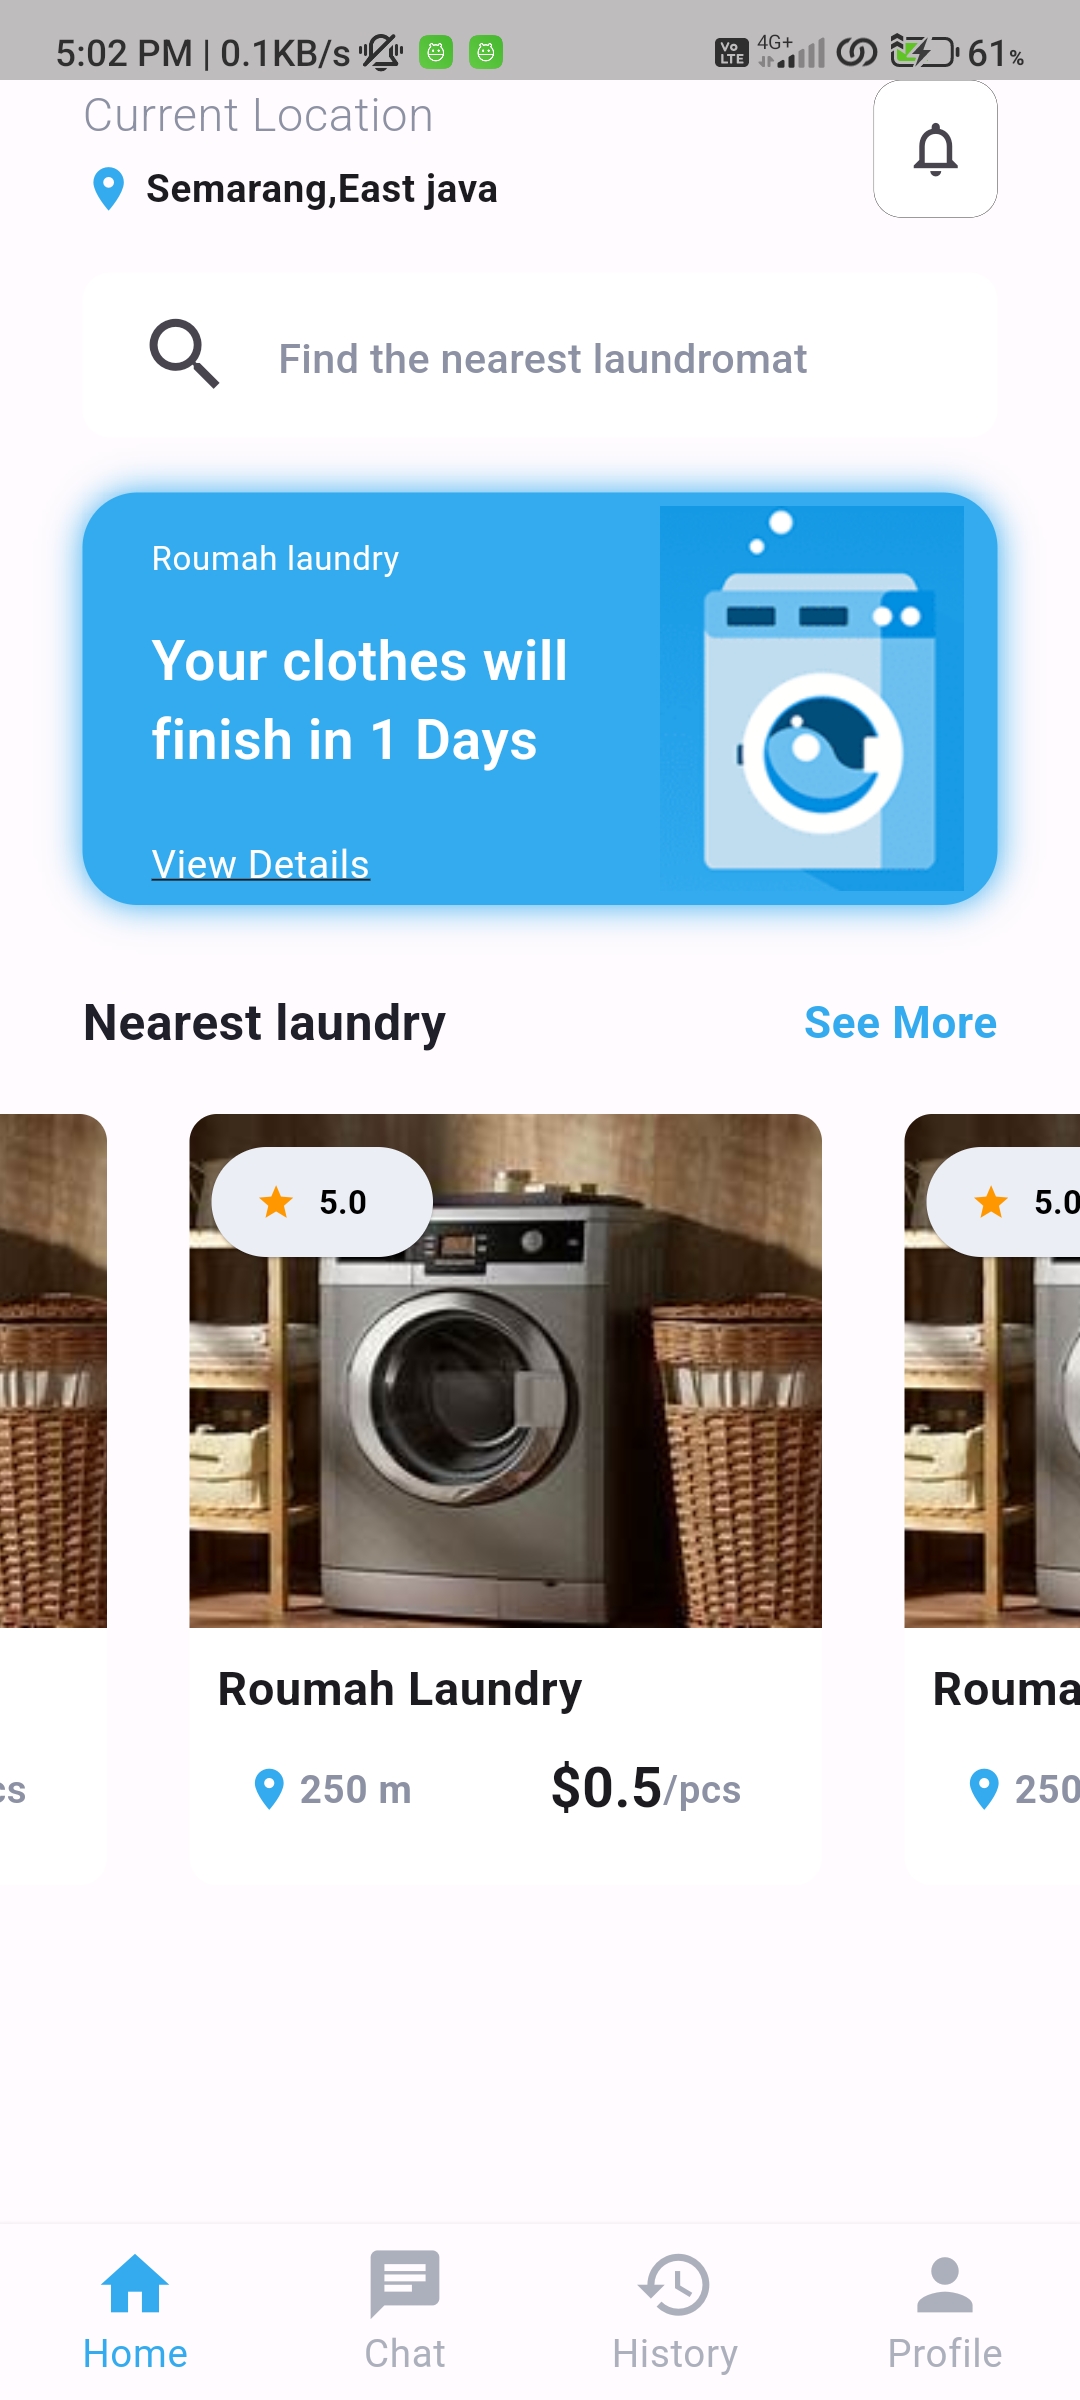 5:02 PM | 0.1KB/s
Vo LTE 4G+ 61%
Current Location
Semarang,East java
Find the nearest laundromat
Roumah laundry
Your clothes will
finish in 1 Days
View Details
Nearest laundry See More
5.0 5.0
Roumah Laundry Rouma
cs 250 m $0.5/pcs 250
Home Chat History Profile